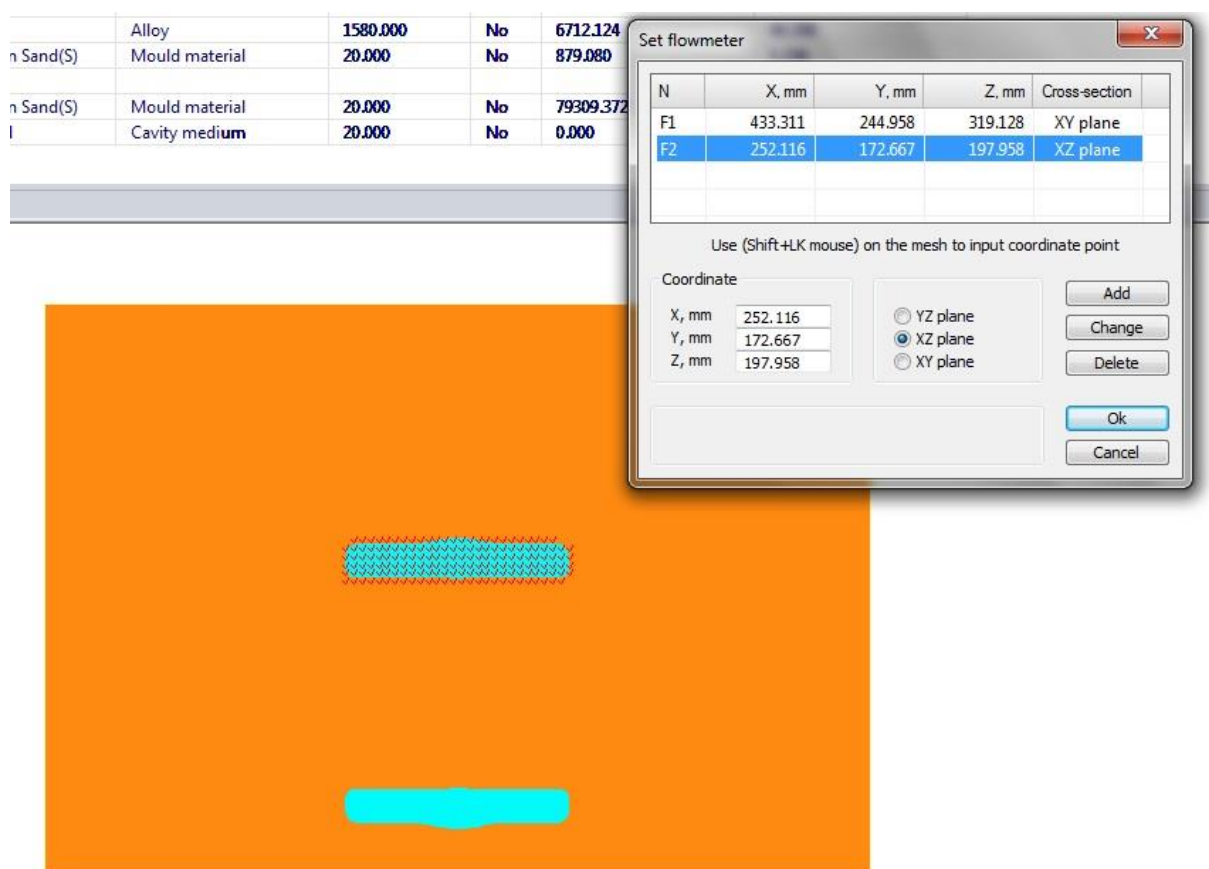 Alloy 1580.000 No 6712.124
n Sand(S) Mould material 20.000 No 879.080
n Sand(S) Mould material 20.000 No 79309.372
Cavity medium 20.000 No 0.000
Set flowmeter
N X, mm Y, mm Z, mm Cross-section
F1 433.311 244.958 319.128 XY plane
F2 252.116 172.667 197.958 XZ plane
Use (Shift+LK mouse) on the mesh to input coordinate point
Coordinate
X, mm 252.116
Y, mm 172.667
Z, mm 197.958
YZ plane
XZ plane
XY plane
Add
Change
Delete
Ok
Cancel